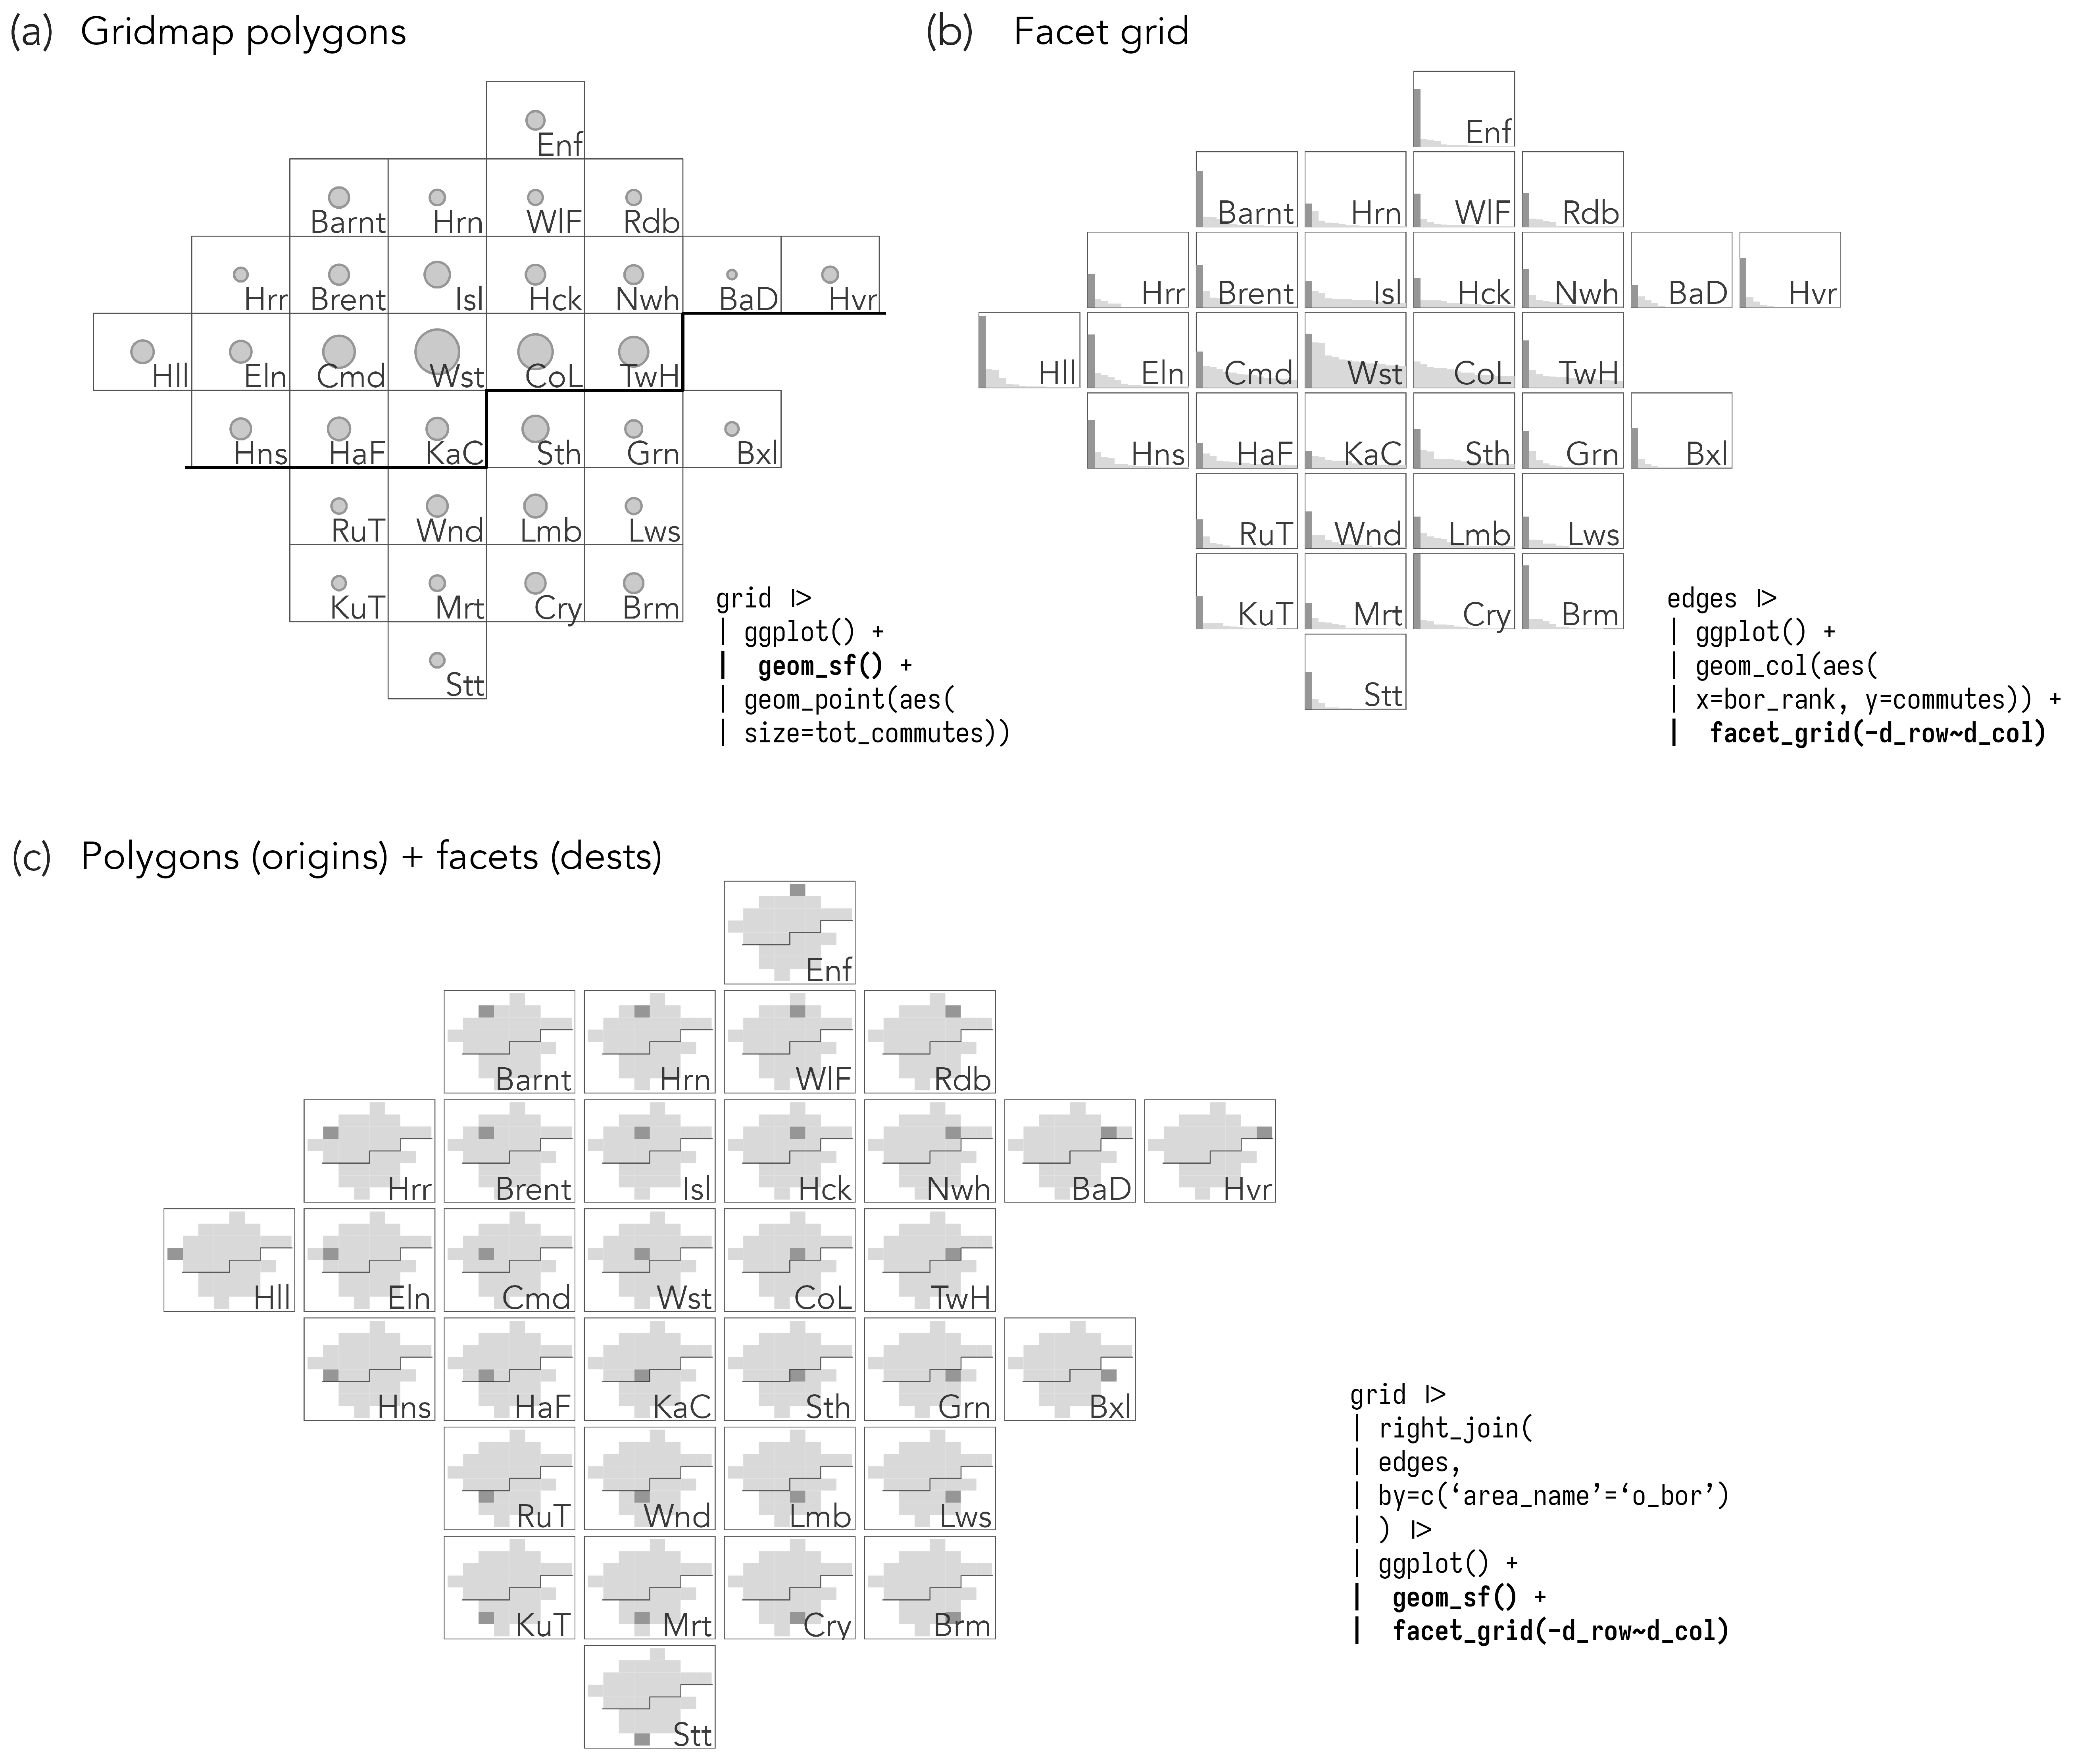 (a) Gridmap polygons
Enf
Barnt Hrn WlF Rdb
Hrr Brent Isl Hck Nwh BaD Hvr
Hll Eln Cmd Wst CoL TwH
Hns HaF KaC Sth Grn Bxl
RuT Wnd Lmb Lws
KuT Mrt Cry Brm
Stt
grid |>
| ggplot() +
| geom_sf() +
| geom_point(aes(
| size=tot_commutes))
(b) Facet grid
Enf
Barnt Hrn WlF Rdb
Hrr Brent Isl Hck Nwh BaD Hvr
Hll Eln Cmd Wst CoL TwH
Hns HaF KaC Sth Grn Bxl
RuT Wnd Lmb Lws
KuT Mrt Cry Brm
Stt
edges |>
| ggplot() +
| geom_col(aes(
| x=bor_rank, y=commutes)) +
| facet_grid(-d_row~d_col)
(c) Polygons (origins) + facets (dests)
Enf
Barnt Hrn WlF Rdb
Hrr Brent Isl Hck Nwh BaD Hvr
Hll Eln Cmd Wst CoL TwH
Hns HaF KaC Sth Grn Bxl
RuT Wnd Lmb Lws
KuT Mrt Cry Brm
Stt
grid |>
| right_join(
| edges,
| by=c(‘area_name’=‘o_bor’)
| ) |>
| ggplot() +
| geom_sf() +
| facet_grid(-d_row~d_col)